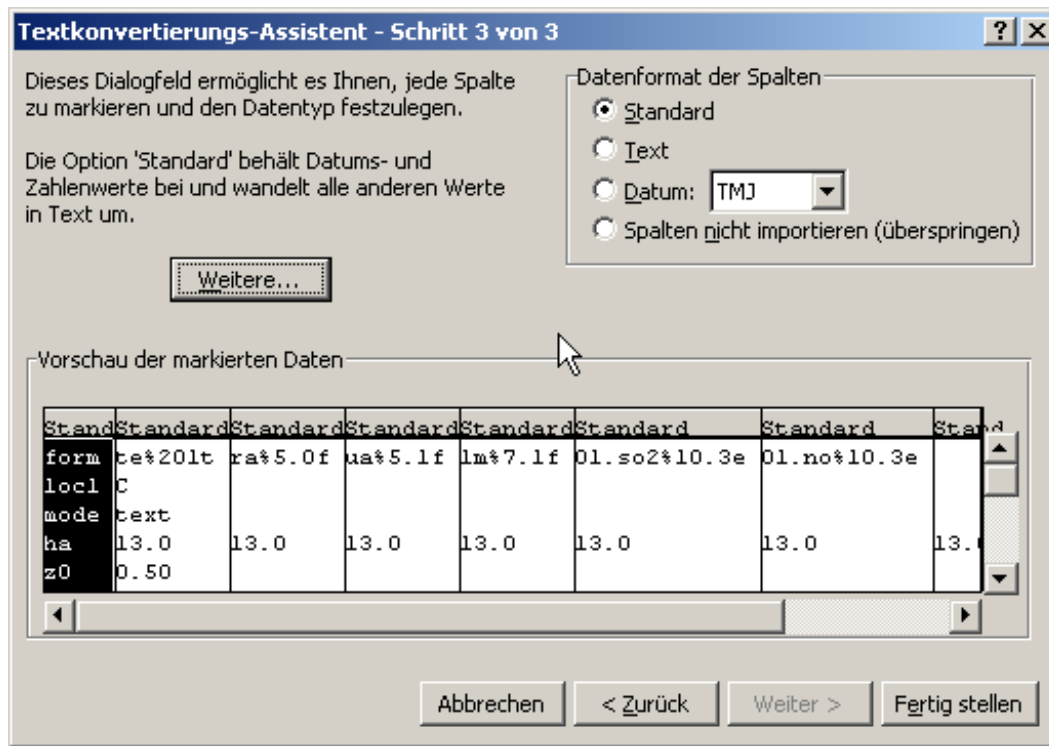 Textkonvertierungs-Assistent - Schritt 3 von 3
Dieses Dialogfeld ermöglicht es Ihnen, jede Spalte
zu markieren und den Datentyp festzulegen.
Die Option 'Standard' behält Datums- und
Zahlenwerte bei und wandelt alle anderen Werte
in Text um.
Weitere...
Datenformat der Spalten
Standard
Text
Datum: TMJ
Spalten nicht importieren (überspringen)
Vorschau der markierten Daten
Stand Standard Standard Standard Standard Standard Standard Stand
form te%20lt ra%5.0f ua%5.1f lm%7.1f 01.so2%10.3e 01.no%10.3e
locl C
mode text
ha 13.0 13.0 13.0 13.0 13.0 13.0 13.0
z0 0.50
Abbrechen < Zurück Weiter > Fertig stellen